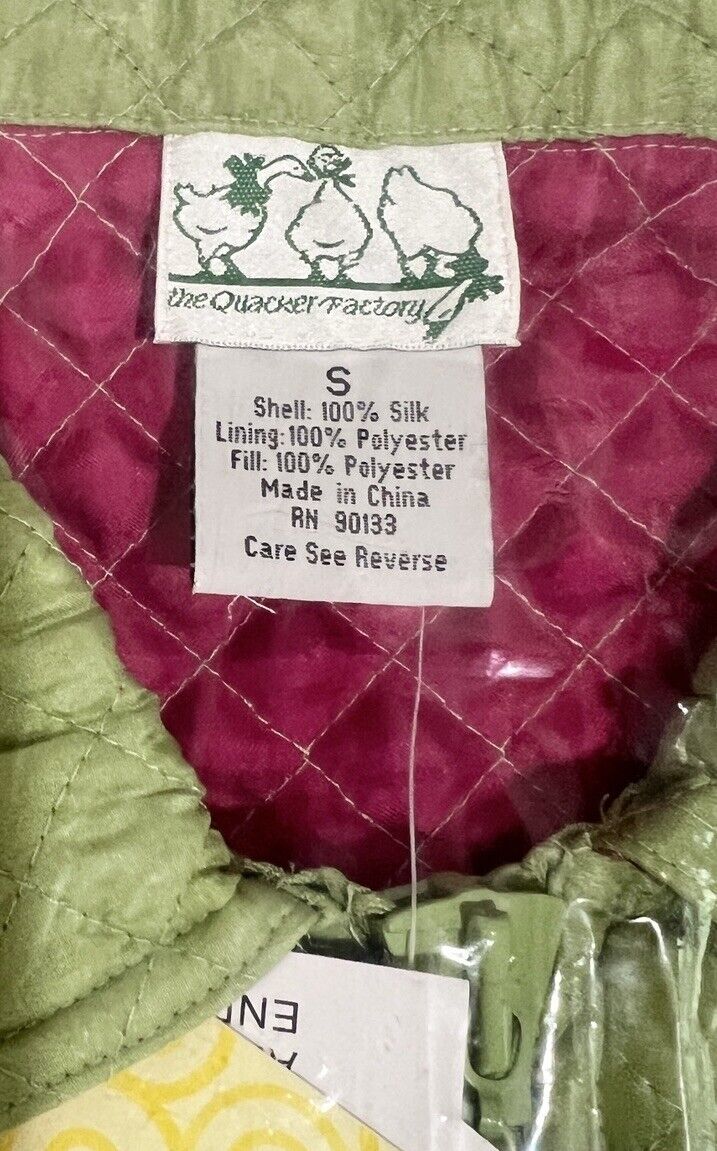 the Quacker Factory
S
Shell: 100% Silk
Lining:100% Polyester
Fill: 100% Polyester
Made in China
RN 90133
Care See Reverse